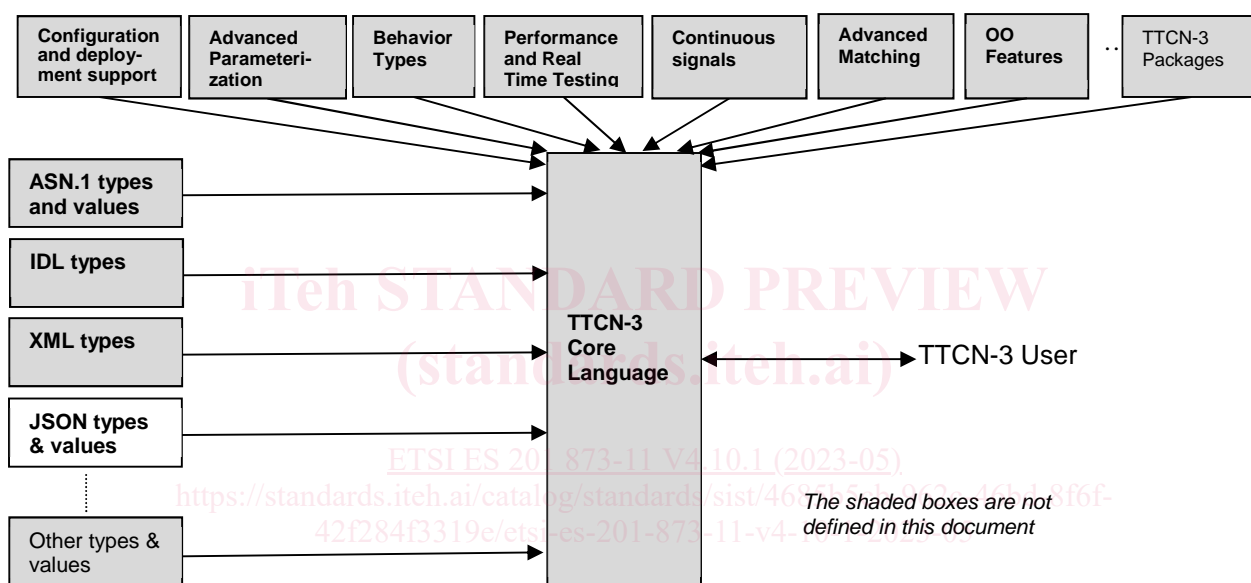 Configuration
and deploy-
ment support
Advanced
Parameteri-
zation
Behavior
Types
Performance
and Real
Time Testing
Continuous
signals
Advanced
Matching
OO
Features
..
TTCN-3
Packages
ASN.1 types
and values
IDL types
XML types
JSON types
& values
Other types &
values
TTCN-3
Core
Language
TTCN-3 User
The shaded boxes are not
defined in this document
iTeh STANDARD PREVIEW
(standards.iteh.ai)
ETSI ES 201 873-11 V4.10.1 (2023-05)
https://standards.iteh.ai/catalog/standards/sist/
42f284f3319e/etsi-es-201-873-11-v4-10-1-2023-05